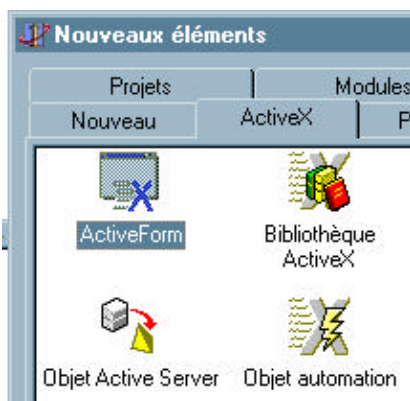 Nouveaux éléments
Projets
Modules
Nouveau
ActiveX
P
ActiveForm
Bibliothèque
ActiveX
Objet Active Server
Objet automation